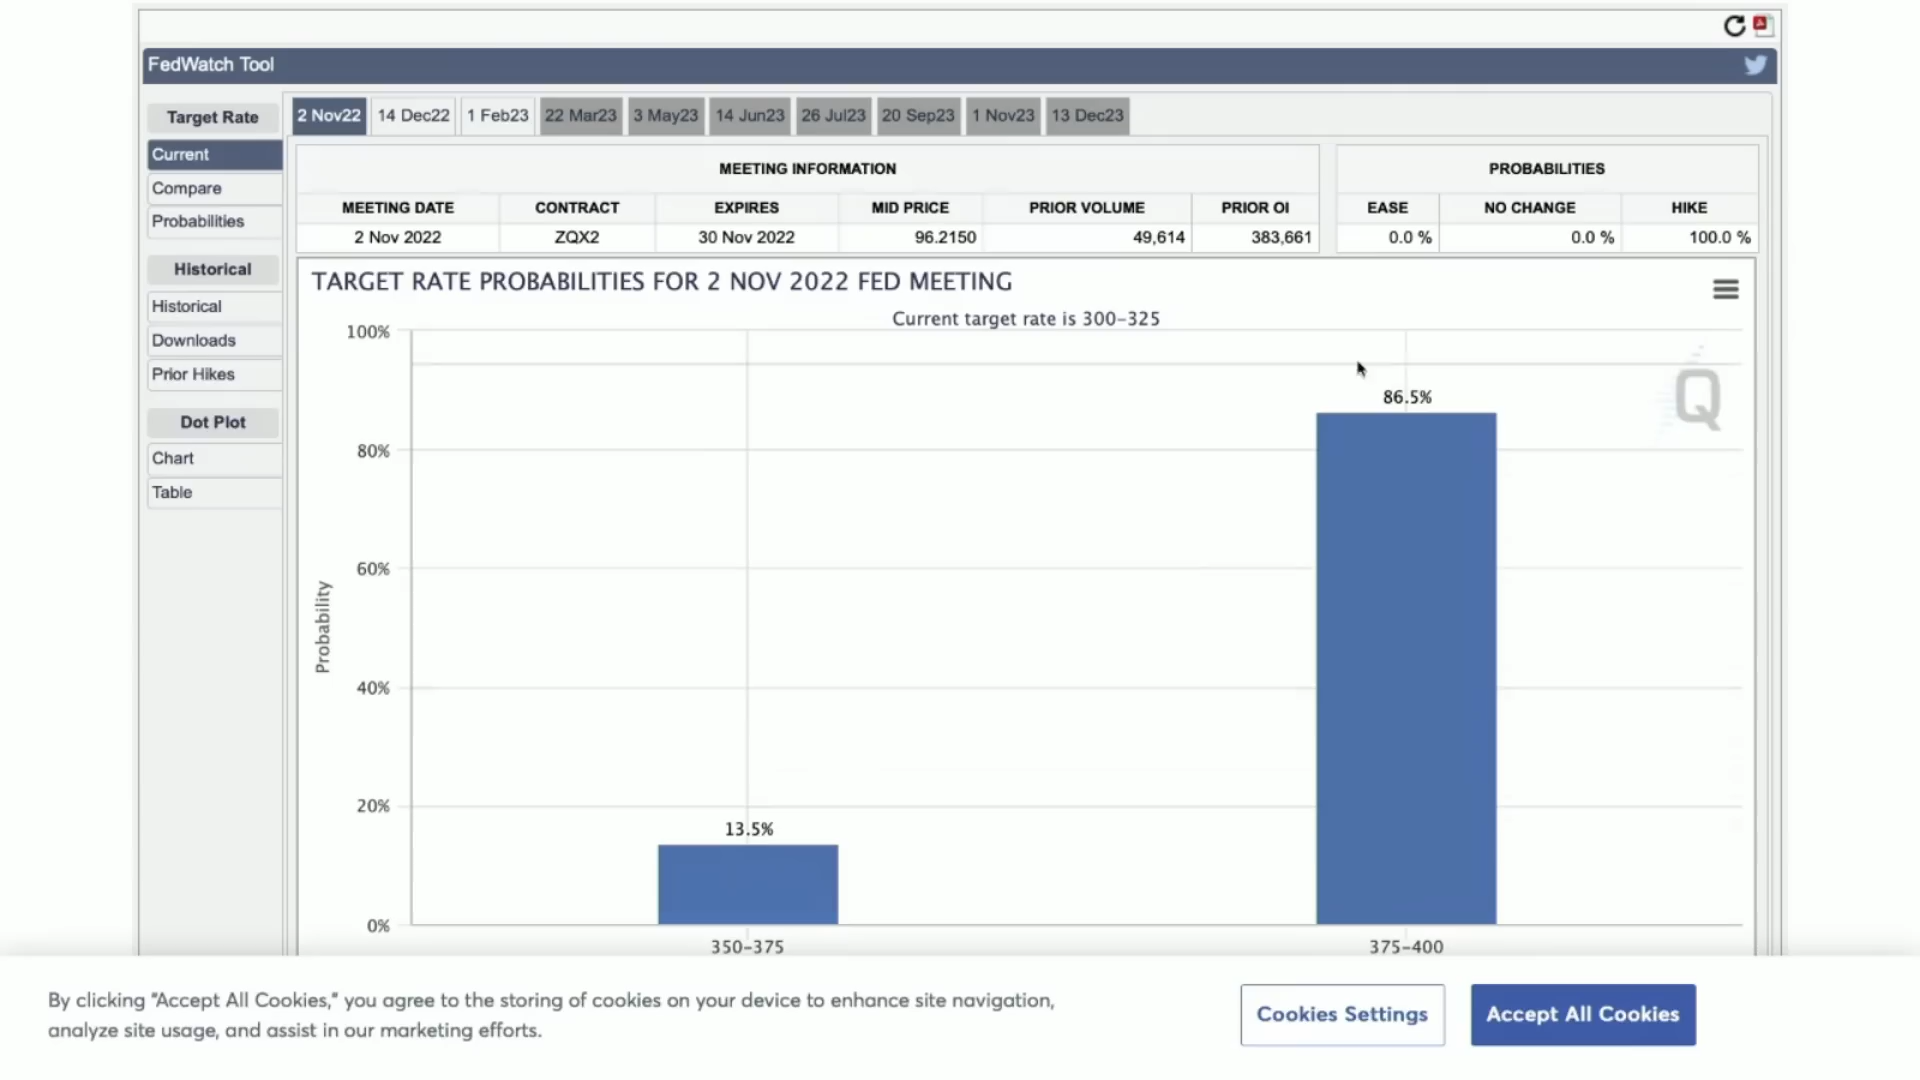 FedWatch Tool
Target Rate
Current
Compare
Probabilities
Historical
Historical
Downloads
Prior Hikes
Dot Plot
Chart
Table
2 Nov22 14 Dec22 1 Feb23 22 Mar23 3 May23 14 Jun23 26 Jul23 20 Sep23 1 Nov23 13 Dec23
MEETING INFORMATION
MEETING DATE CONTRACT EXPIRES MID PRICE PRIOR VOLUME PRIOR OI
2 Nov 2022 ZQX2 30 Nov 2022 96.2150 49,614 383,661
PROBABILITIES
EASE NO CHANGE HIKE
0.0 % 0.0 % 100.0 %
TARGET RATE PROBABILITIES FOR 2 NOV 2022 FED MEETING
Current target rate is 300-325
Probability
100%
80%
60%
40%
20%
0%
13.5%
86.5%
350-375
375-400
Q
By clicking "Accept All Cookies," you agree to the storing of cookies on your device to enhance site navigation,
analyze site usage, and assist in our marketing efforts.
Cookies Settings
Accept All Cookies